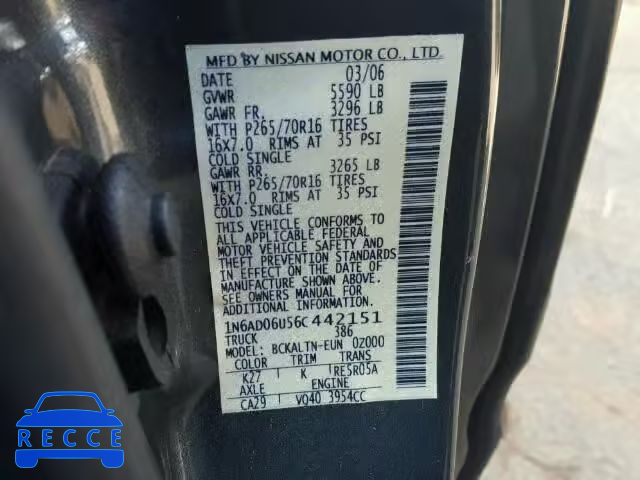 MFD BY NISSAN MOTOR CO., LTD.
DATE 03/06
GVWR 5590 LB
GAWR FR. 3296 LB
WITH P265/70R16 TIRES
16X7.0 RIMS AT 35 PSI
COLD SINGLE
GAWR RR. 3265 LB
WITH P265/70R16 TIRES
16X7.0 RIMS AT 35 PSI
COLD SINGLE
THIS VEHICLE CONFORMS TO
ALL APPLICABLE FEDERAL
MOTOR VEHICLE SAFETY AND
THEFT PREVENTION STANDARDS
IN EFFECT ON THE DATE OF
MANUFACTURE SHOWN ABOVE.
SEE OWNERS MANUAL FOR
ADDITIONAL INFORMATION.
1N6AD06U56C442151
TRUCK 386
MODEL: BCKALTN-EUN 0Z000
COLOR TRIM TRANS
K27 K RE5R05A
AXLE ENGINE
CA29 VQ40 3954CC
RECCE